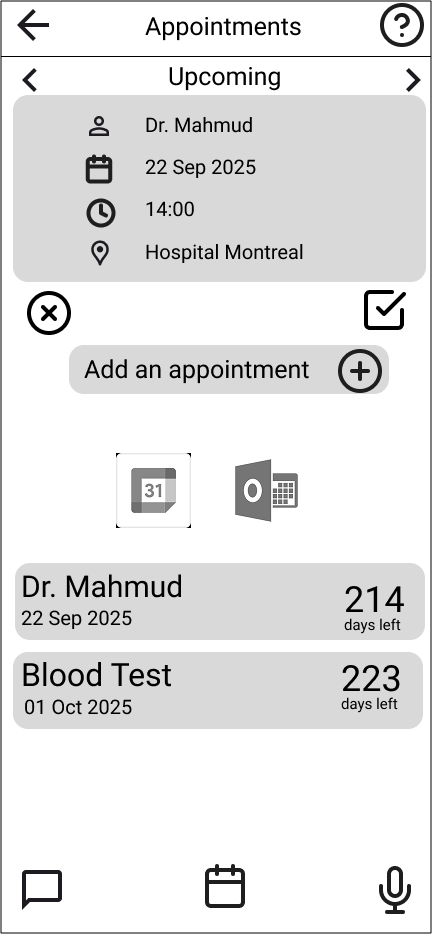 Appointments
Upcoming
Dr. Mahmud
22 Sep 2025
14:00
Hospital Montreal
Add an appointment
31
O
Dr. Mahmud
22 Sep 2025
214
days left
Blood Test
01 Oct 2025
223
days left